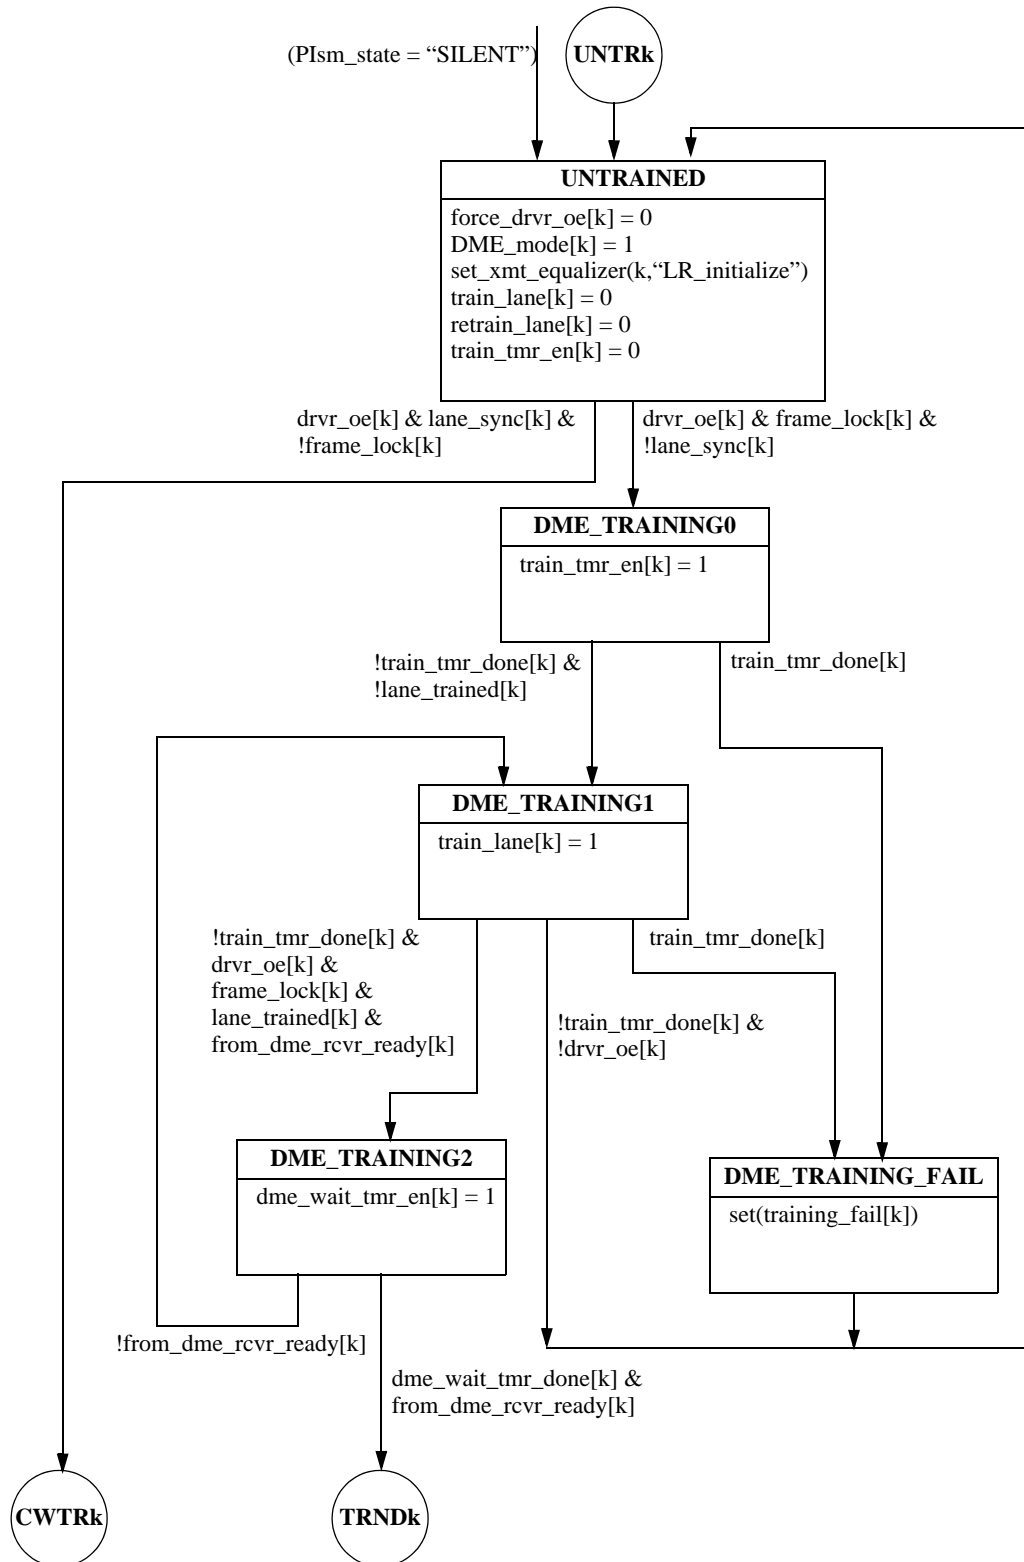 (PIsm_state = “SILENT”)
UNTRk
UNTRAINED
force_drvr_oe[k] = 0
DME_mode[k] = 1
set_xmt_equalizer(k,“LR_initialize”)
train_lane[k] = 0
retrain_lane[k] = 0
train_tmr_en[k] = 0
drvr_oe[k] & lane_sync[k] &
!frame_lock[k]
drvr_oe[k] & frame_lock[k] &
!lane_sync[k]
DME_TRAINING0
train_tmr_en[k] = 1
!train_tmr_done[k] &
!lane_trained[k]
train_tmr_done[k]
DME_TRAINING1
train_lane[k] = 1
!train_tmr_done[k] &
drvr_oe[k] &
frame_lock[k] &
lane_trained[k] &
from_dme_rcvr_ready[k]
train_tmr_done[k]
!train_tmr_done[k] &
!drvr_oe[k]
DME_TRAINING2
dme_wait_tmr_en[k] = 1
DME_TRAINING_FAIL
set(training_fail[k])
!from_dme_rcvr_ready[k]
dme_wait_tmr_done[k] &
from_dme_rcvr_ready[k]
CWTRk
TRNDk